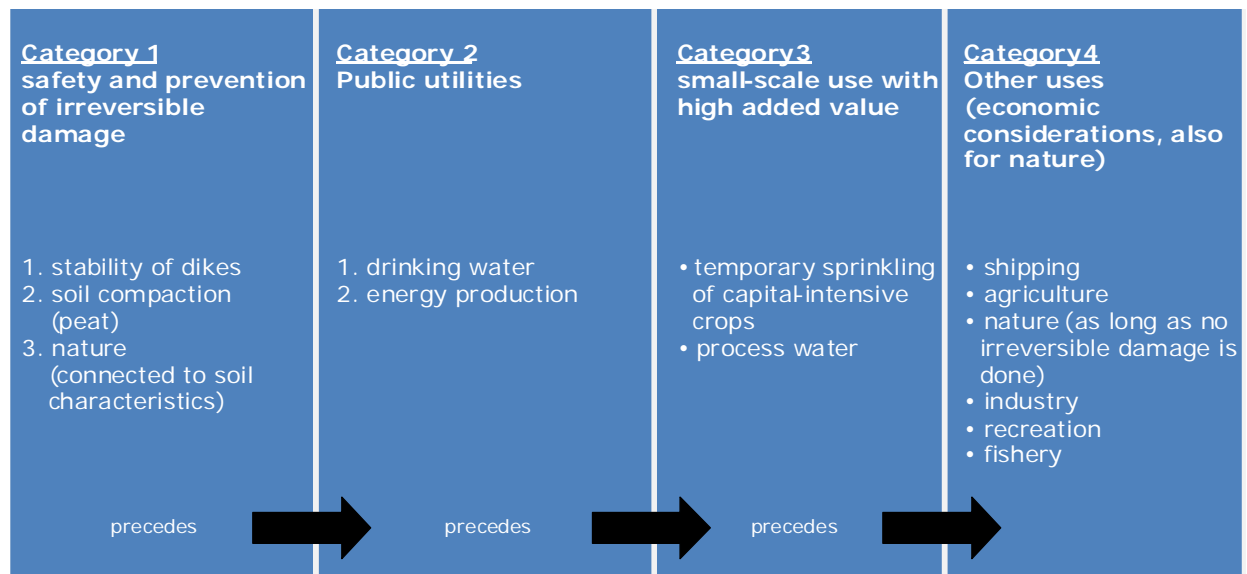 Category 1
safety and prevention
of irreversible
damage
1. stability of dikes
2. soil compaction
(peat)
3. nature
(connected to soil
characteristics)
precedes
Category 2
Public utilities
1. drinking water
2. energy production
precedes
Category3
small-scale use with
high added value
• temporary sprinkling
of capital-intensive
crops
• process water
precedes
Category4
Other uses
(economic
considerations, also
for nature)
• shipping
• agriculture
• nature (as long as no
irreversible damage is
done)
• industry
• recreation
• fishery